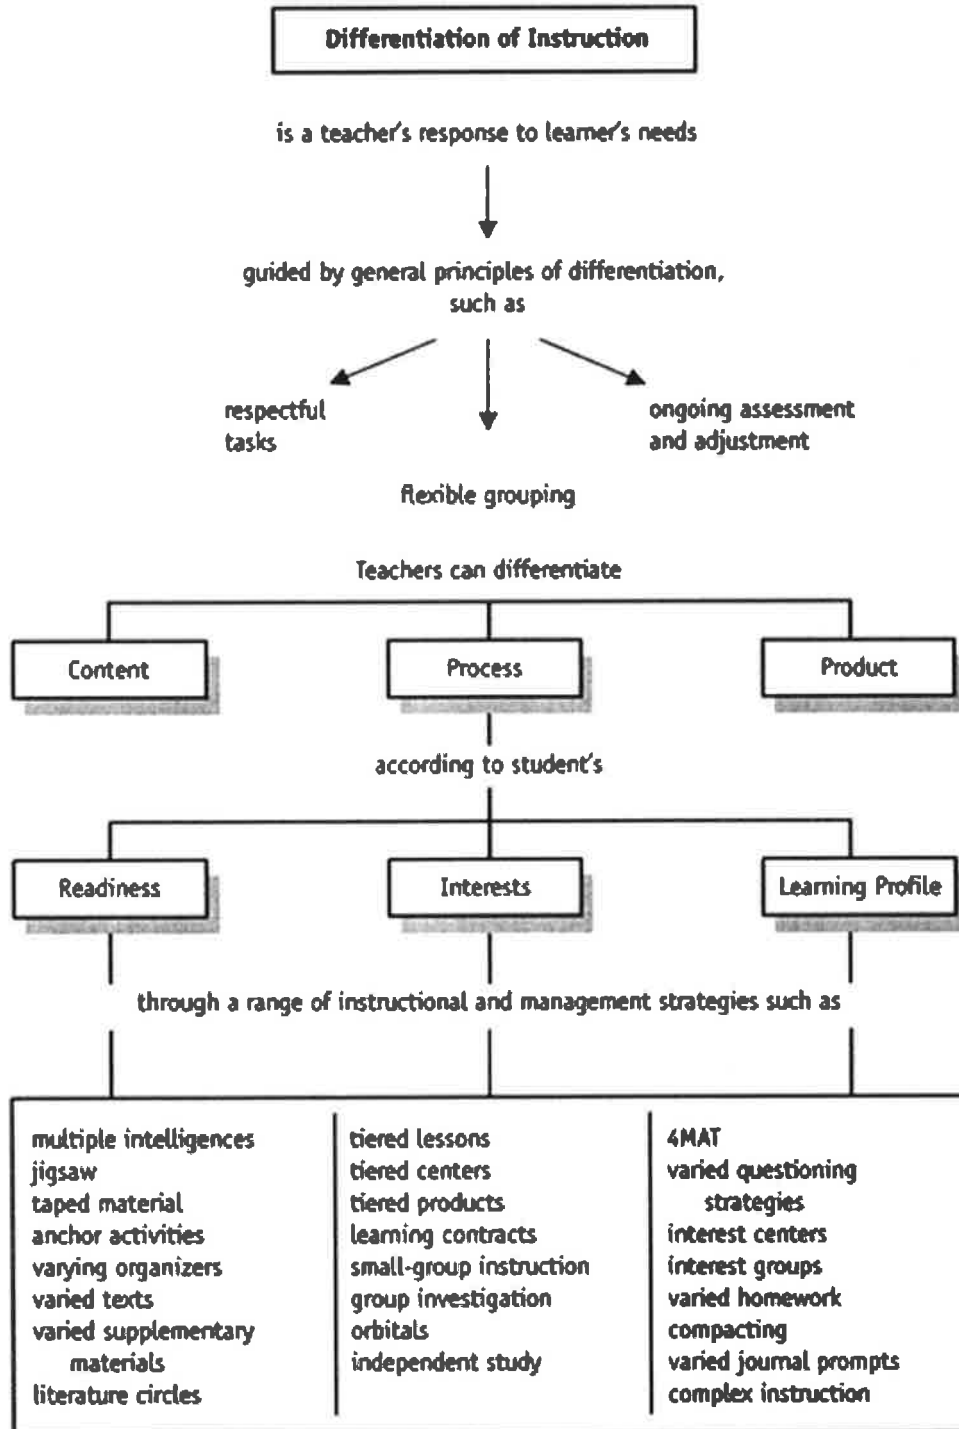 Differentiation of Instruction
is a teacher's response to learner's needs
guided by general principles of differentiation,
such as
respectful
tasks
ongoing assessment
and adjustment
flexible grouping
Teachers can differentiate
Content
Process
Product
according to student's
Readiness
Interests
Learning Profile
through a range of instructional and management strategies such as
multiple intelligences
jigsaw
taped material
anchor activities
varying organizers
varied texts
varied supplementary
materials
literature circles
tiered lessons
tiered centers
tiered products
learning contracts
small-group instruction
group investigation
orbitals
independent study
4MAT
varied questioning
strategies
interest centers
interest groups
varied homework
compacting
varied journal prompts
complex instruction